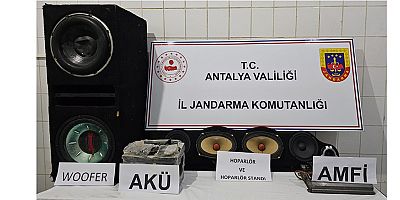 T.C.
ANTALYA VALİLİĞİ
İL JANDARMA KOMUTANLIĞI
WOOFER
AKÜ
HOPARLÖR
VE
HOPARLÖR STANDI
AMFİ